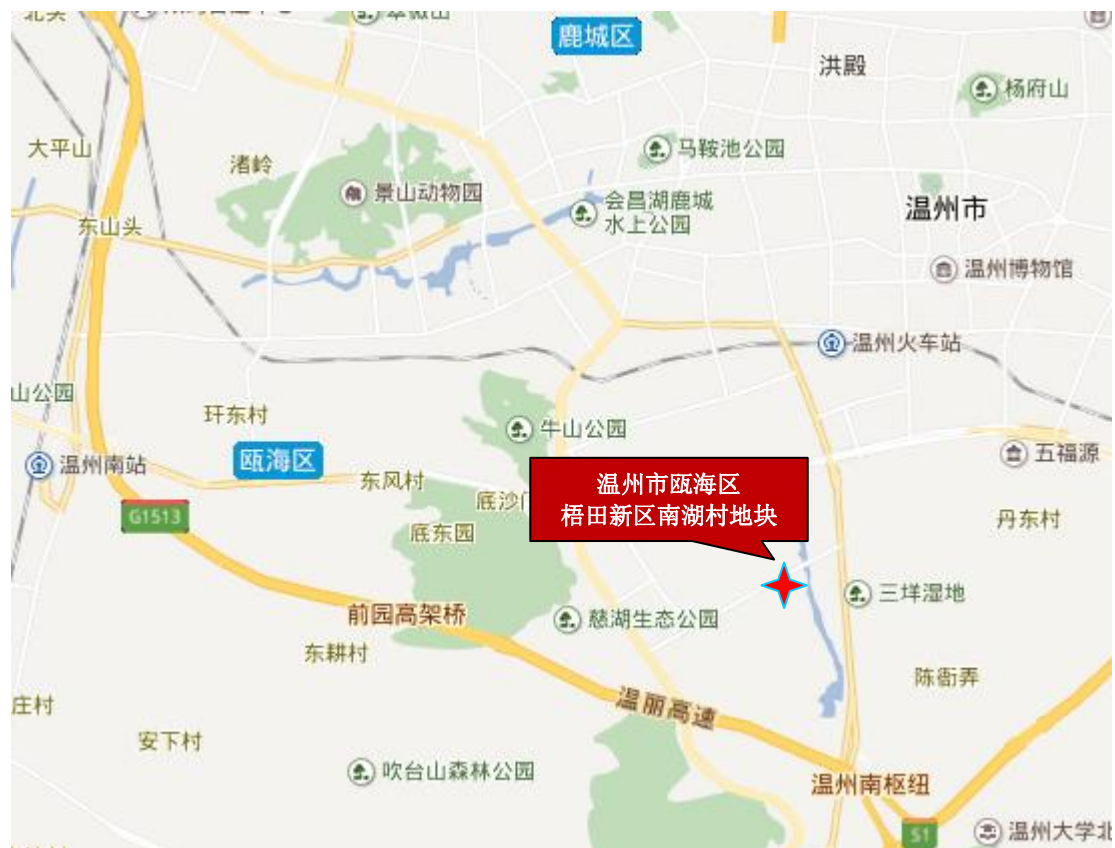 鹿城区
洪殿
杨府山
大平山
渚岭
马鞍池公园
景山动物园
会昌湖鹿城
水上公园
温州市
东山头
温州博物馆
温州火车站
山公园
玕东村
牛山公园
温州南站
瓯海区
五福源
东风村
底沙门
温州市瓯海区
梧田新区南湖村地块
G1513
底东园
丹东村
三垟湿地
前园高架桥
慈湖生态公园
东耕村
陈衙弄
庄村
温丽高速
安下村
吹台山森林公园
温州南枢纽
S1
温州大学北